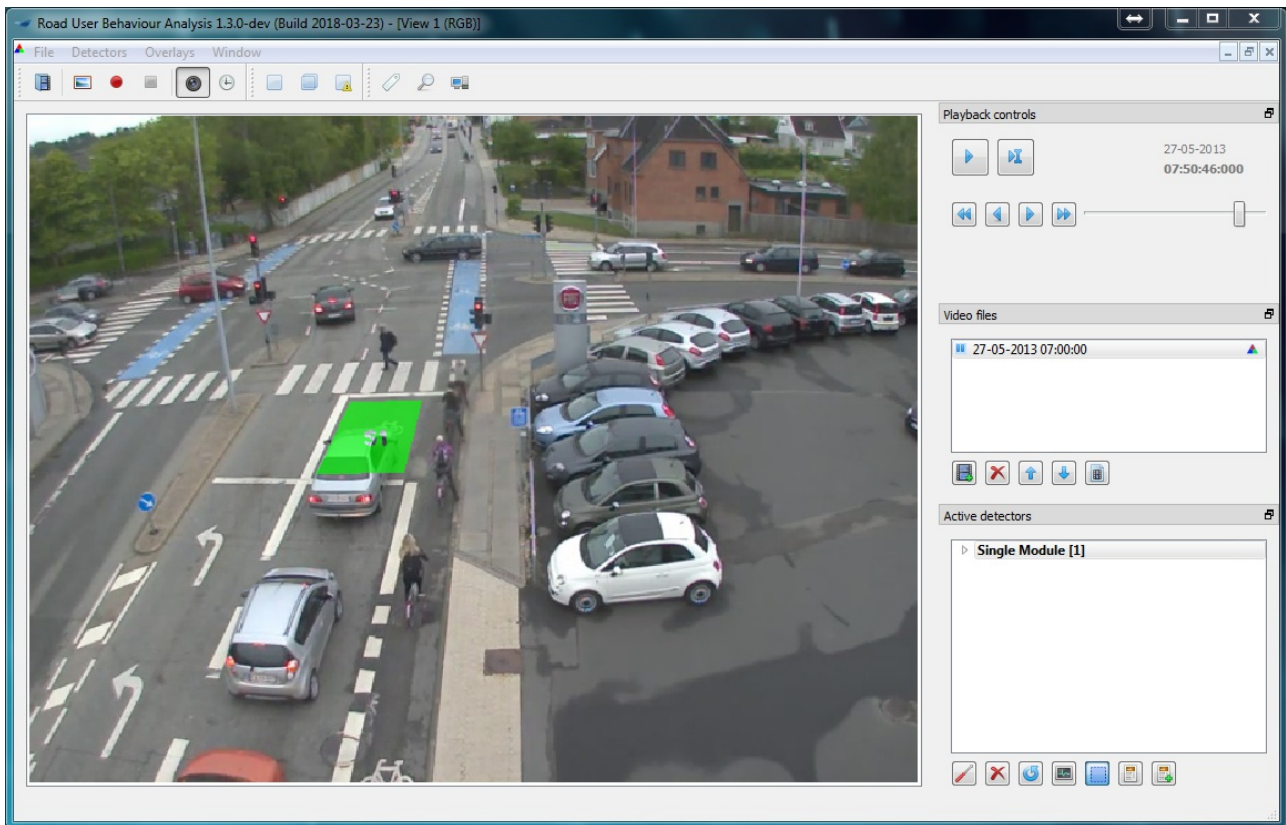 Road User Behaviour Analysis 1.3.0-dev (Build 2018-03-23) - [View 1 (RGB)]
File Detectors Overlays Window
Playback controls
27-05-2013
07:50:46:000
Video files
27-05-2013 07:00:00
Active detectors
Single Module [1]
FIAT